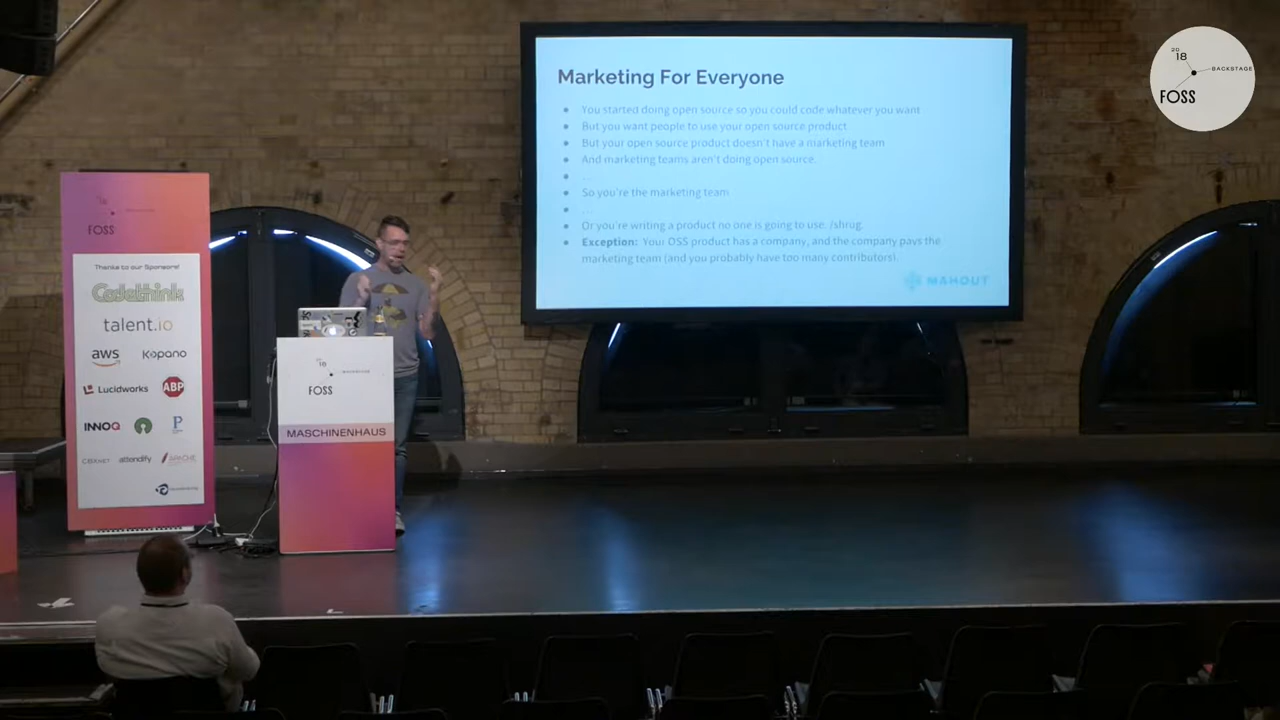 Marketing For Everyone
● You started doing open source so you could code whatever you want
● But you want people to use your open source product
● But your open source product doesn't have a marketing team
● And marketing teams aren't doing open source.
● ...
● So you're the marketing team
● ...
● Or you're writing a product no one is going to use. /shrug.
● Exception: Your OSS product has a company, and the company pays the
marketing team (and you probably have too many contributors).
MAHOUT
20
18
BACKSTAGE
FOSS
FOSS
Thanks to our Sponsors!
Codethink
talent.io
aws
Kopano
Lucidworks
ABP
INNOQ
attendify
APACHE
20
18
BACKSTAGE
FOSS
MASCHINENHAUS